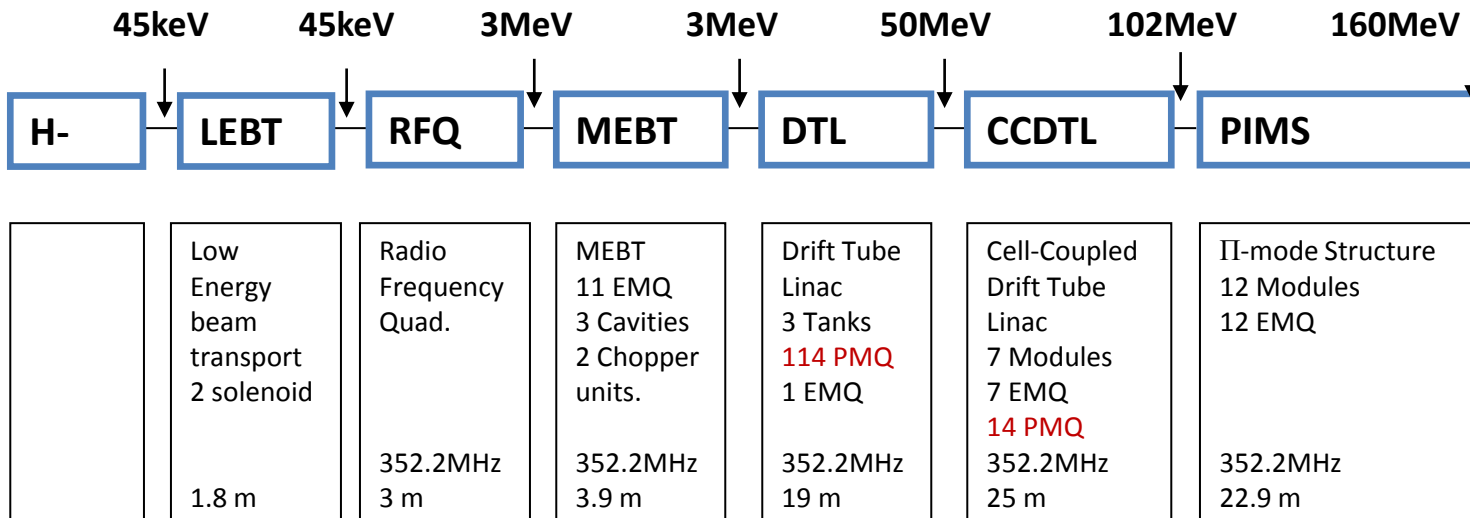 45keV 45keV 3MeV 3MeV 50MeV 102MeV 160MeV
H- LEBT RFQ MEBT DTL CCDTL PIMS
Low
Energy
beam
transport
2 solenoid
1.8 m
Radio
Frequency
Quad.
352.2MHz
3 m
MEBT
11 EMQ
3 Cavities
2 Chopper
units.
352.2MHz
3.9 m
Drift Tube
Linac
3 Tanks
114 PMQ
1 EMQ
352.2MHz
19 m
Cell-Coupled
Drift Tube
Linac
7 Modules
7 EMQ
14 PMQ
352.2MHz
25 m
Π-mode Structure
12 Modules
12 EMQ
352.2MHz
22.9 m